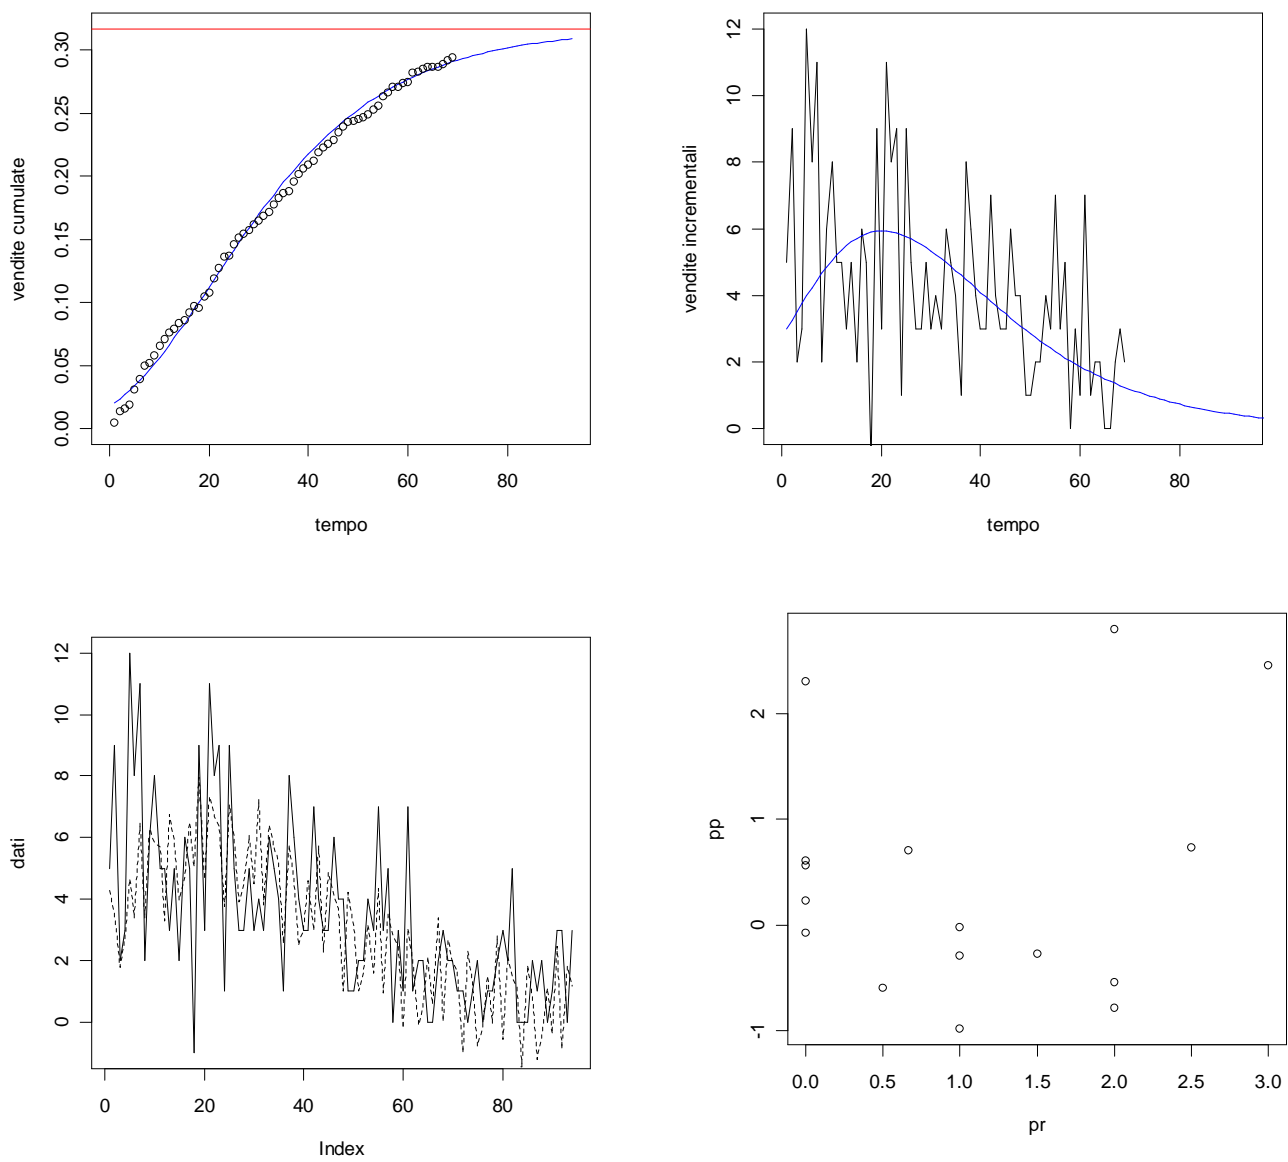 vendite cumulate
0.00 0.05 0.10 0.15 0.20 0.25 0.30
0 20 40 60 80
tempo
vendite incrementali
0 2 4 6 8 10 12
0 20 40 60 80
tempo
dati
0 2 4 6 8 10 12
0 20 40 60 80
Index
pp
-1 0 1 2
0.0 0.5 1.0 1.5 2.0 2.5 3.0
pr